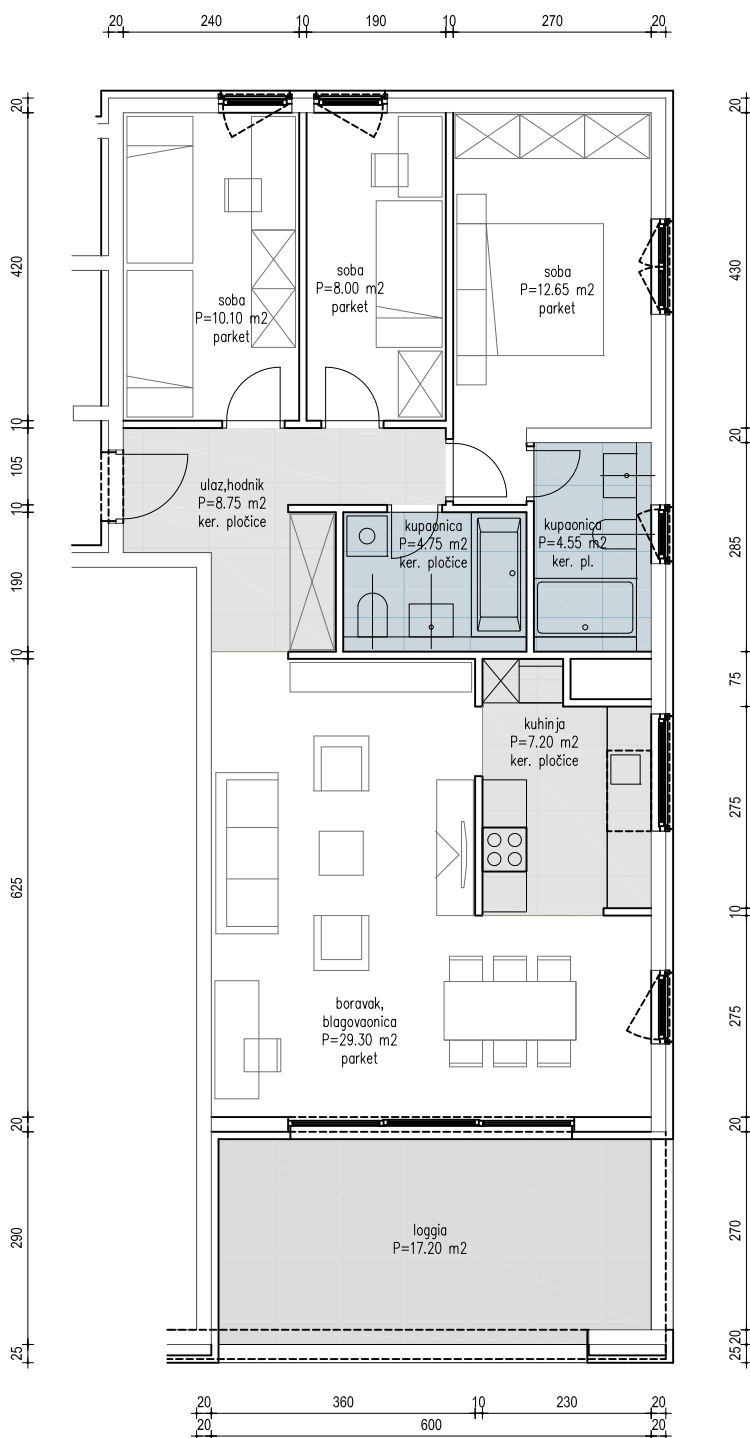 20 240 10 190 10 270 20
20
420
10
105
10
190
10
625
20
290
25
20
430
20
285
75
275
10
275
20
270
20
25
soba
P=10.10 m2
parket
soba
P=8.00 m2
parket
soba
P=12.65 m2
parket
ulaz,hodnik
P=8.75 m2
ker. pločice
kupaonica
P=4.75 m2
ker. pločice
kupaonica
P=4.55 m2
ker. pl.
kuhinja
P=7.20 m2
ker. pločice
boravak,
blagovaonica
P=29.30 m2
parket
loggia
P=17.20 m2
20 360 10 230 20
20 600 20